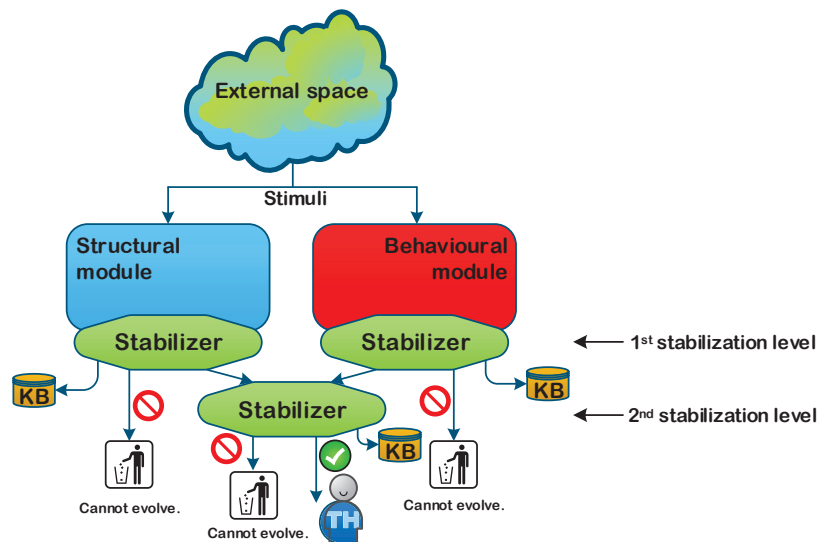 External space
Stimuli
Structural
module
Behavioural
module
Stabilizer
Stabilizer
1st stabilization level
KB
KB
Stabilizer
2nd stabilization level
KB
Cannot evolve.
TH
Cannot evolve.
Cannot evolve.